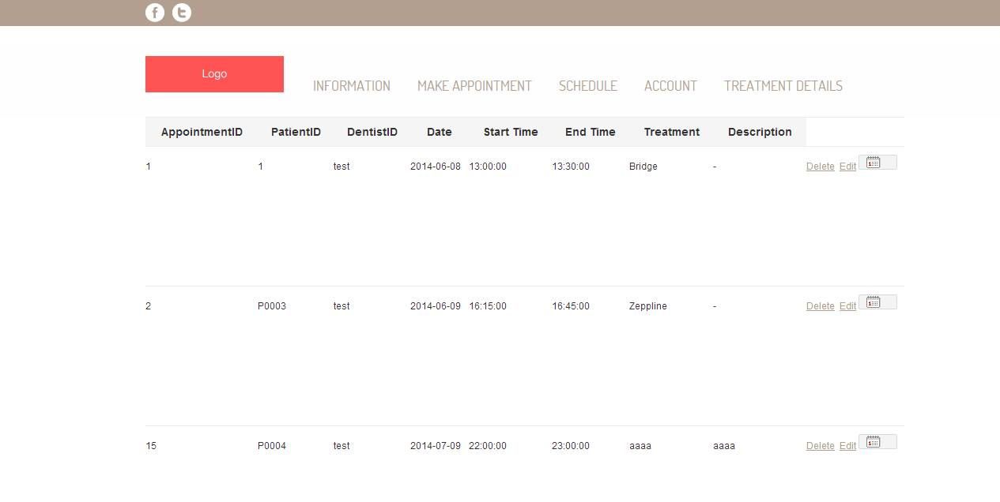 Logo
INFORMATION MAKE APPOINTMENT SCHEDULE ACCOUNT TREATMENT DETAILS
AppointmentID PatientID DentistID Date Start Time End Time Treatment Description
1 1 test 2014-06-08 13:00:00 13:30:00 Bridge - Delete Edit
2 P0003 test 2014-06-09 16:15:00 16:45:00 Zeppline - Delete Edit
15 P0004 test 2014-07-09 22:00:00 23:00:00 aaaa aaaa Delete Edit